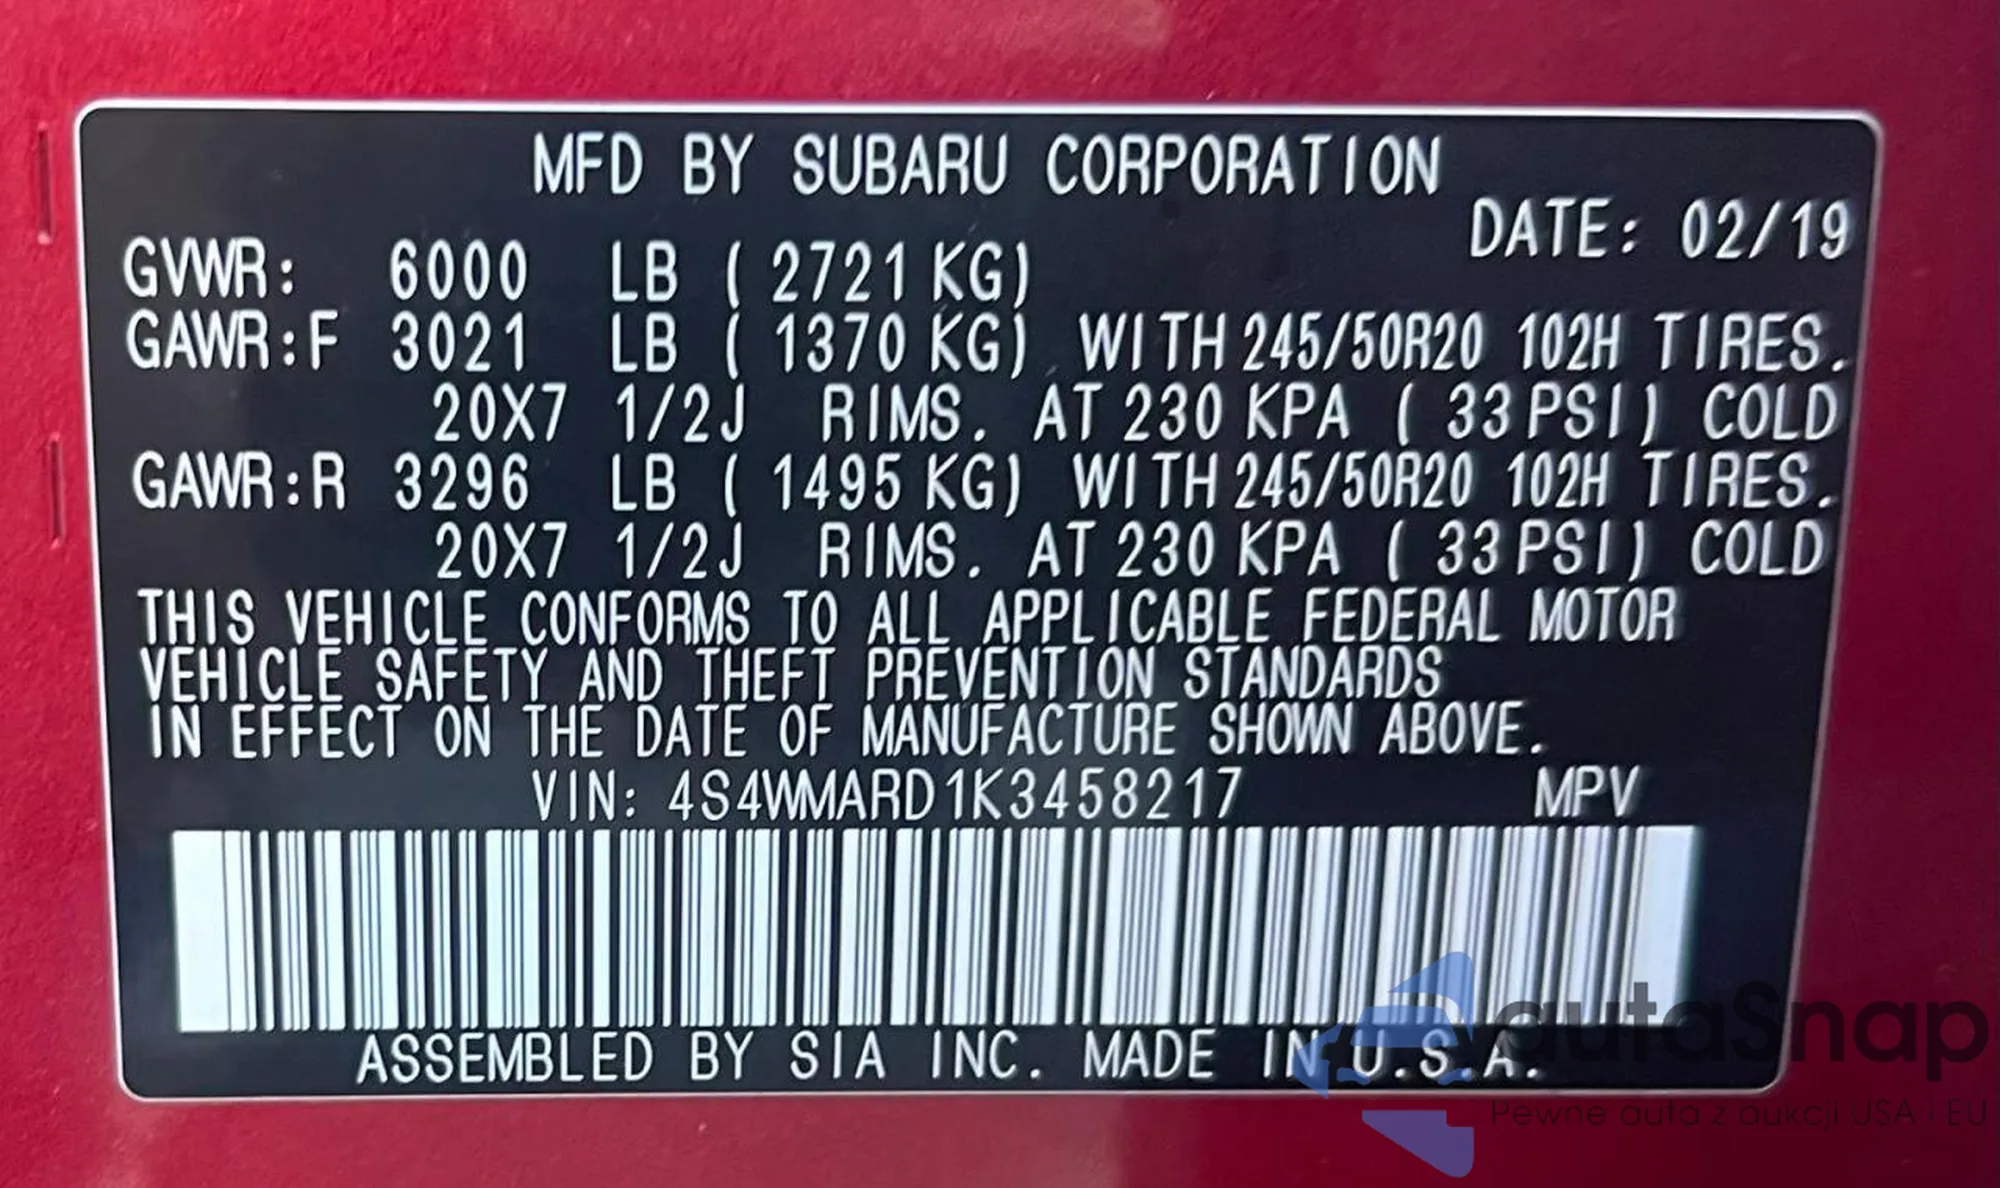 MFD BY SUBARU CORPORATION
DATE: 02/19
GVWR: 6000 LB ( 2721 KG)
GAWR:F 3021 LB ( 1370 KG) WITH 245/50R20 102H TIRES.
20X7 1/2J RIMS. AT 230 KPA ( 33 PSI) COLD
GAWR:R 3296 LB ( 1495 KG) WITH 245/50R20 102H TIRES.
20X7 1/2J RIMS. AT 230 KPA ( 33 PSI) COLD
THIS VEHICLE CONFORMS TO ALL APPLICABLE FEDERAL MOTOR
VEHICLE SAFETY AND THEFT PREVENTION STANDARDS
IN EFFECT ON THE DATE OF MANUFACTURE SHOWN ABOVE.
VIN: 4S4WMARD1K3458217 MPV
ASSEMBLED BY SIA INC. MADE IN U.S.A.
autaSnap
Pewne auta z aukcji USA i EU